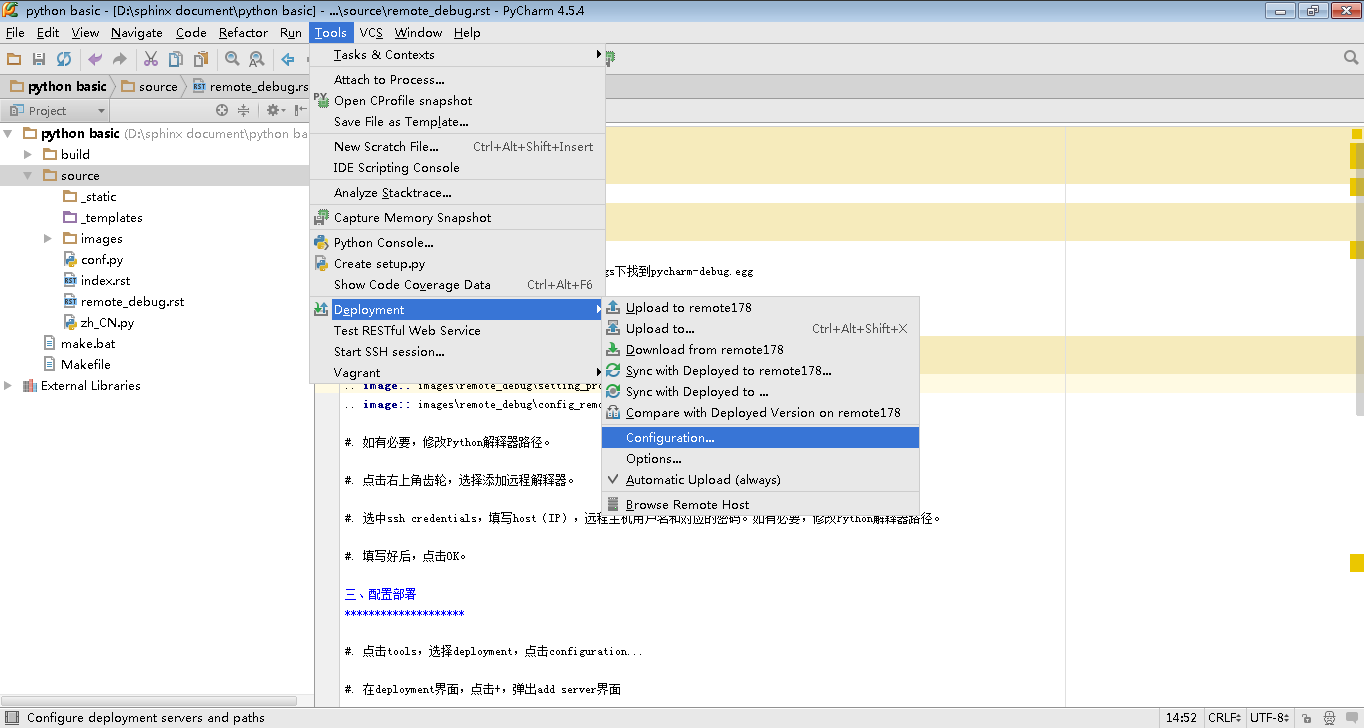 python basic - [D:\sphinx document\python basic] - ...\source\remote_debug.rst - PyCharm 4.5.4
File Edit View Navigate Code Refactor Run Tools VCS Window Help
python basic source remote_debug.rs
Project
python basic (D:\sphinx document\python ba
build
source
_static
_templates
images
conf.py
index.rst
remote_debug.rst
zh_CN.py
make.bat
Makefile
External Libraries
Tasks & Contexts
Attach to Process...
Open CProfile snapshot
Save File as Template...
New Scratch File... Ctrl+Alt+Shift+Insert
IDE Scripting Console
Analyze Stacktrace...
Capture Memory Snapshot
Python Console...
Create setup.py
Show Code Coverage Data Ctrl+Alt+F6
Deployment
Test RESTful Web Service
Start SSH session...
Vagrant
Upload to remote178
Upload to... Ctrl+Alt+Shift+X
Download from remote178
Sync with Deployed to remote178...
Sync with Deployed to ...
Compare with Deployed Version on remote178
Configuration...
Options...
Automatic Upload (always)
Browse Remote Host
gs下找到pycharm-debug.egg
.. image:: images\remote_debug\setting_pro
.. image:: images\remote_debug\config_remo
#. 如有必要，修改Python解释器路径。
#. 点击右上角齿轮，选择添加远程解释器。
#. 选中ssh credentials，填写host（IP），远程主机用户名和对应的密码。如有必要，修改Python解释器路径。
#. 填写好后，点击OK。
三、配置部署
********************
#. 点击tools，选择deployment，点击configuration...
#. 在deployment界面，点击+，弹出add server界面
Configure deployment servers and paths 14:52 CRLF UTF-8